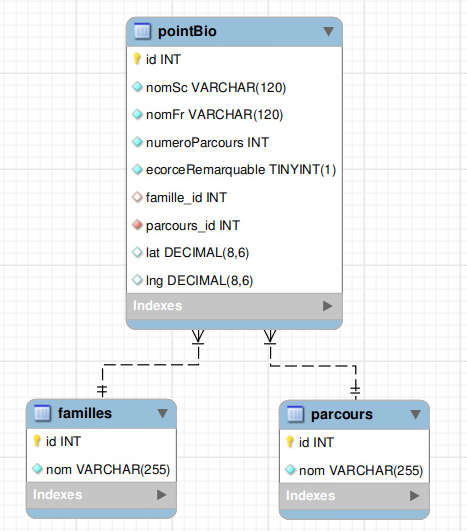 pointBio
id INT
nomSc VARCHAR(120)
nomFr VARCHAR(120)
numeroParcours INT
ecorceRemarquable TINYINT(1)
famille_id INT
parcours_id INT
lat DECIMAL(8,6)
lng DECIMAL(8,6)
Indexes
familles
id INT
nom VARCHAR(255)
Indexes
parcours
id INT
nom VARCHAR(255)
Indexes